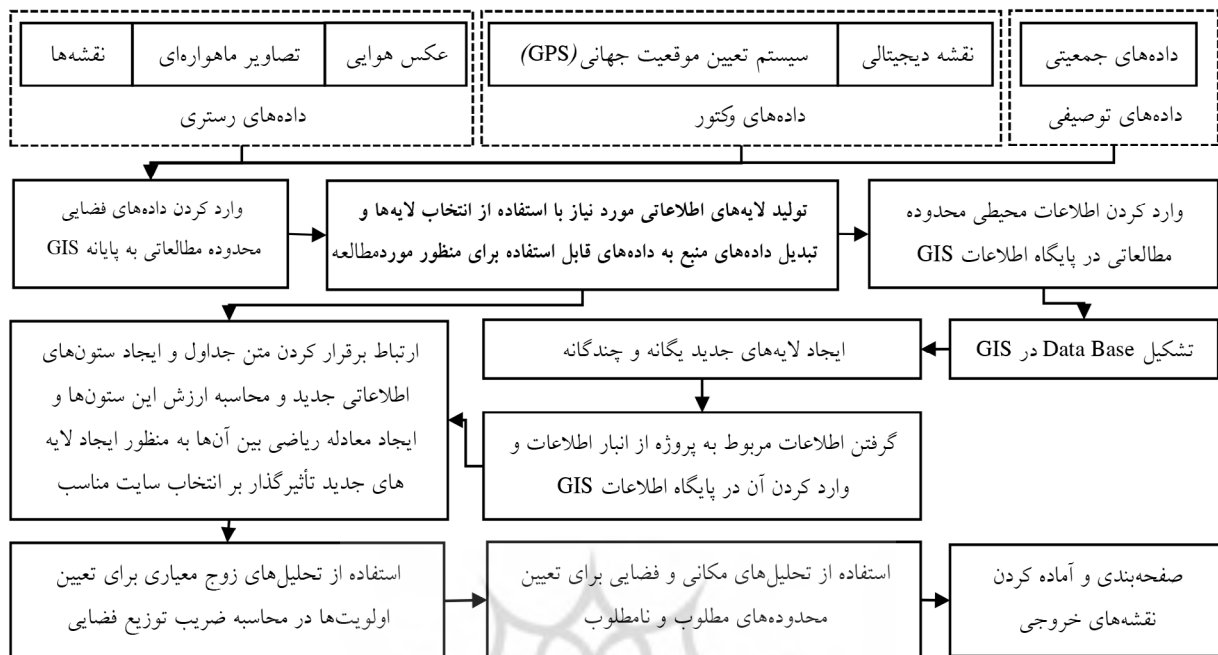 داده‌های جمعیتی
داده‌های توصیفی
نقشه دیجیتالی
سیستم تعیین موقعیت جهانی (GPS)
داده‌های وکتور
عکس هوایی
تصاویر ماهواره‌ای
نقشه‌ها
داده‌های رستری
وارد کردن داده‌های فضایی
محدوده مطالعاتی به پایانه GIS
تولید لایه‌های اطلاعاتی مورد نیاز با استفاده از انتخاب لایه‌ها و
تبدیل داده‌های منبع به داده‌های قابل استفاده برای منظور موردمطالعه
وارد کردن اطلاعات محیطی محدوده
مطالعاتی در پایگاه اطلاعات GIS
تشکیل Data Base در GIS
ایجاد لایه‌های جدید یگانه و چندگانه
گرفتن اطلاعات مربوط به پروژه از انبار اطلاعات و
وارد کردن آن در پایگاه اطلاعات GIS
ارتباط برقرار کردن متن جداول و ایجاد ستون‌های
اطلاعاتی جدید و محاسبه ارزش این ستون‌ها و
ایجاد معادله ریاضی بین آن‌ها به منظور ایجاد لایه
های جدید تأثیرگذار بر انتخاب سایت مناسب
استفاده از تحلیل‌های زوج معیاری برای تعیین
اولویت‌ها در محاسبه ضریب توزیع فضایی
استفاده از تحلیل‌های مکانی و فضایی برای تعیین
محدوده‌های مطلوب و نامطلوب
صفحه‌بندی و آماده کردن
نقشه‌های خروجی